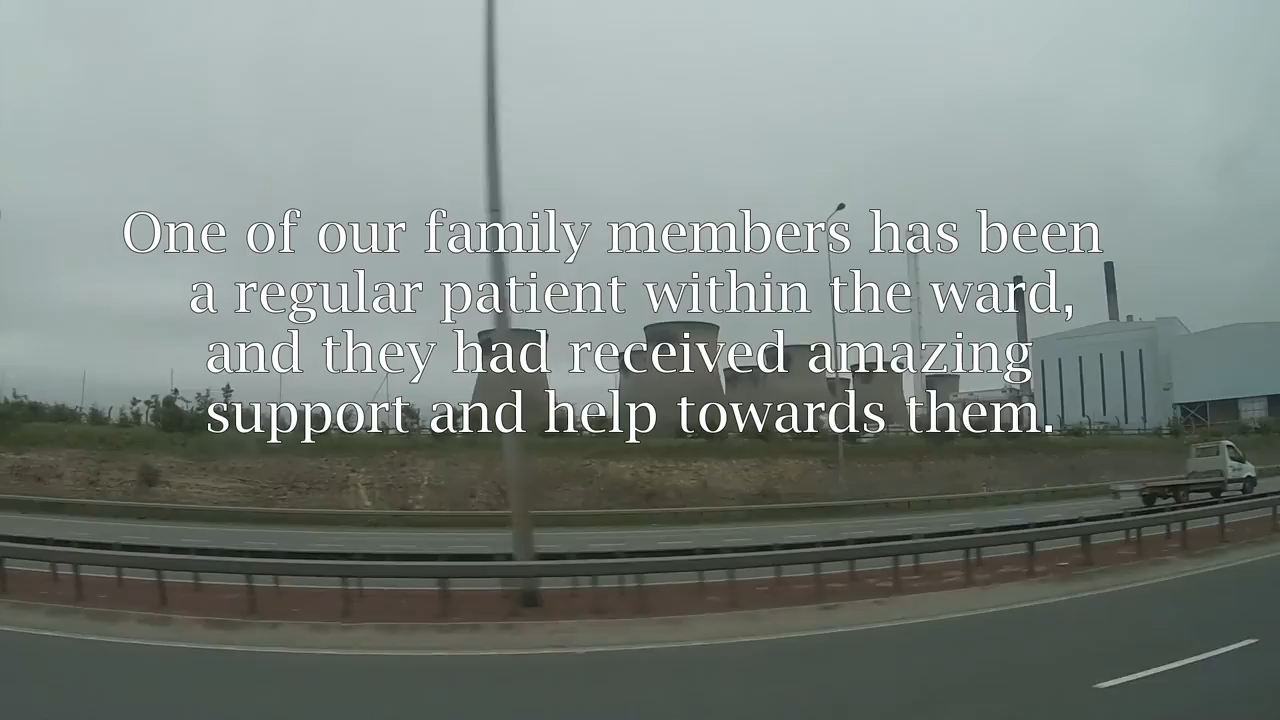 One of our family members has been
a regular patient within the ward,
and they had received amazing
support and help towards them.